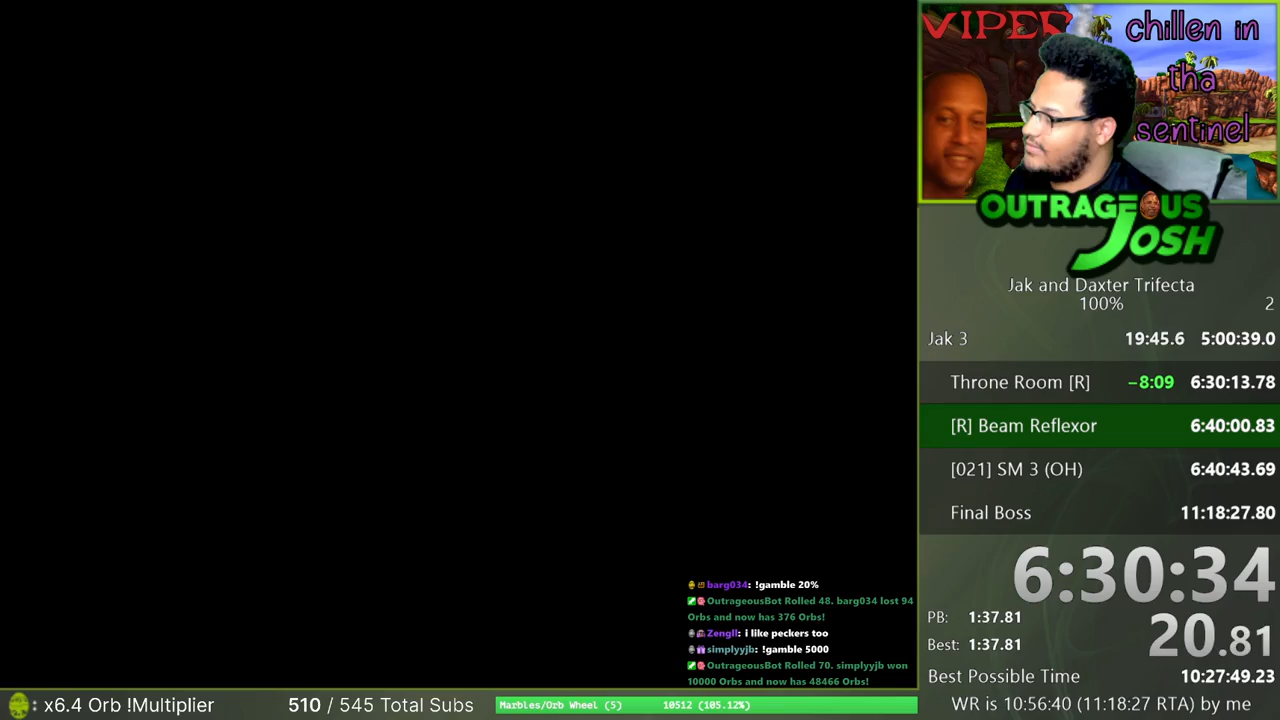 VIPER
chillen in
tha
sentinel
OUTRAGEOUS
JOSH
Jak and Daxter Trifecta
100% 2
Jak 3 19:45.6 5:00:39.0
Throne Room [R] −8:09 6:30:13.78
[R] Beam Reflexor 6:40:00.83
[021] SM 3 (OH) 6:40:43.69
Final Boss 11:18:27.80
6:30:34
PB: 1:37.81
Best: 1:37.81
20.81
Best Possible Time 10:27:49.23
WR is 10:56:40 (11:18:27 RTA) by me
barg034: !gamble 20%
OutrageousBot Rolled 48. barg034 lost 94
Orbs and now has 376 Orbs!
Zengll: i like peckers too
simplyyjb: !gamble 5000
OutrageousBot Rolled 70. simplyyjb won
10000 Orbs and now has 48466 Orbs!
: x6.4 Orb !Multiplier 510 / 545 Total Subs Marbles/Orb Wheel (5) 10512 (105.12%)